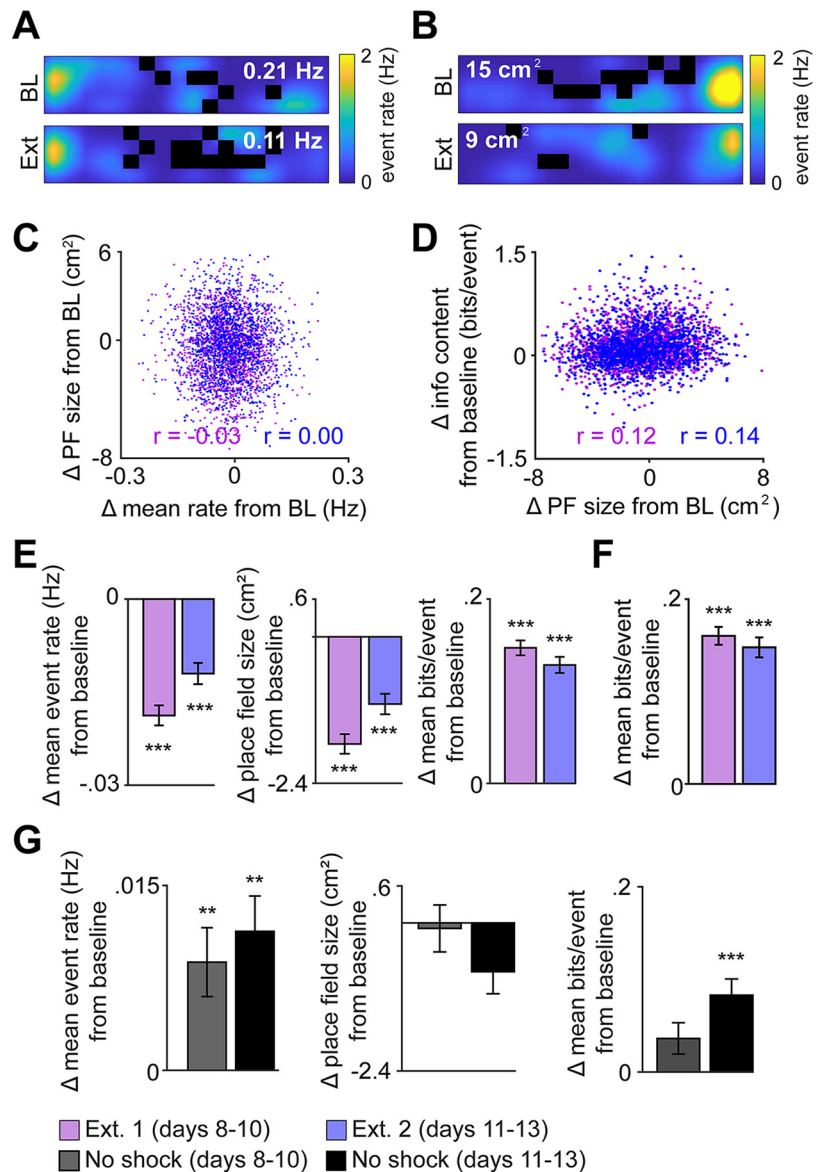 A
BL
0.21 Hz
Ext
0.11 Hz
2
0
event rate (Hz)
B
BL
15 cm²
Ext
9 cm²
2
0
event rate (Hz)
C
Δ PF size from BL (cm²)
6
0
-8
r = -0.03
r = 0.00
-0.3
0
0.3
Δ mean rate from BL (Hz)
D
Δ info content
from baseline (bits/event)
1.5
0
-1.5
r = 0.12
r = 0.14
-8
0
8
Δ PF size from BL (cm²)
E
Δ mean event rate (Hz)
from baseline
0
-.03
***
***
Δ place field size (cm²)
from baseline
.6
-2.4
***
***
Δ mean bits/event
from baseline
.2
0
***
***
F
Δ mean bits/event
from baseline
.2
0
***
***
G
Δ mean event rate (Hz)
from baseline
.015
0
**
**
Δ place field size (cm²)
from baseline
.6
-2.4
Δ mean bits/event
from baseline
.2
0
***
Ext. 1 (days 8-10)
Ext. 2 (days 11-13)
No shock (days 8-10)
No shock (days 11-13)